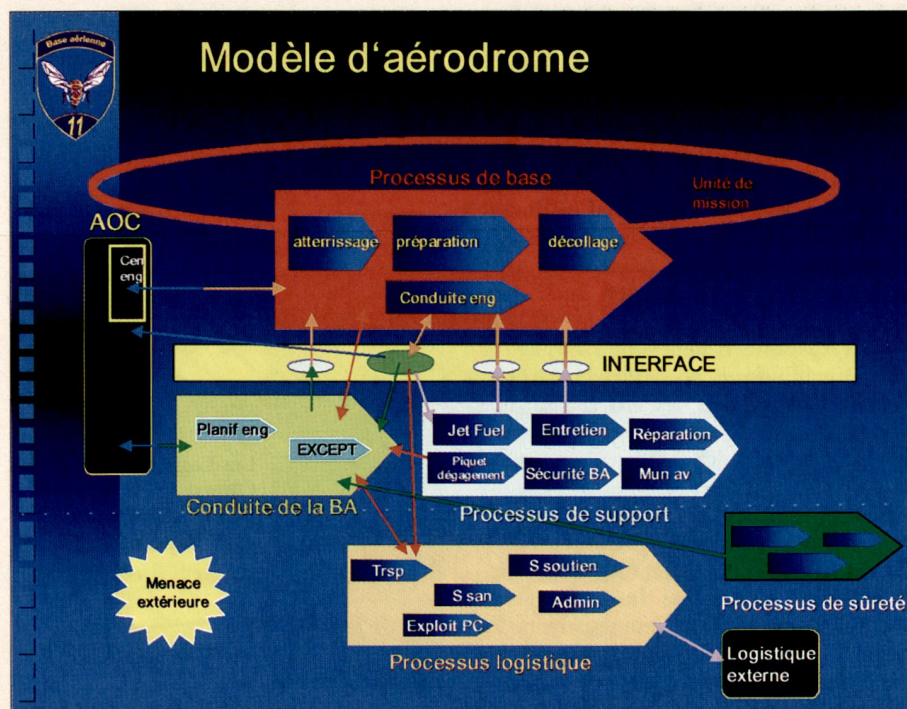 Base aérienne
11
Modèle d'aérodrome
Processus de base
Unité de
mission
AOC
Cen
eng
atterrissage
préparation
décollage
Conduite eng
INTERFACE
Planif eng
EXCEPT
Conduite de la BA
Jet Fuel
Entretien
Réparation
Piquet
dégagement
Sécurité BA
Mun av
Processus de support
Menace
extérieure
Trsp
S soutien
S san
Admin
Exploit PC
Processus logistique
Processus de sûreté
Logistique
externe